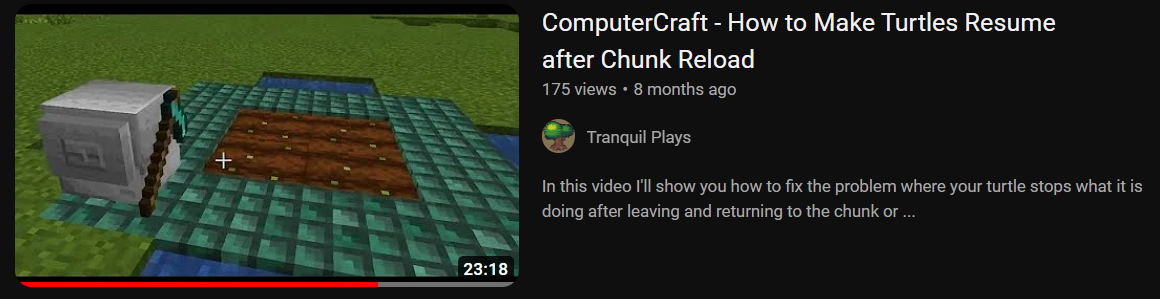 ComputerCraft - How to Make Turtles Resume
after Chunk Reload
175 views • 8 months ago
Tranquil Plays
In this video I'll show you how to fix the problem where your turtle stops what it is
doing after leaving and returning to the chunk or ...
23:18